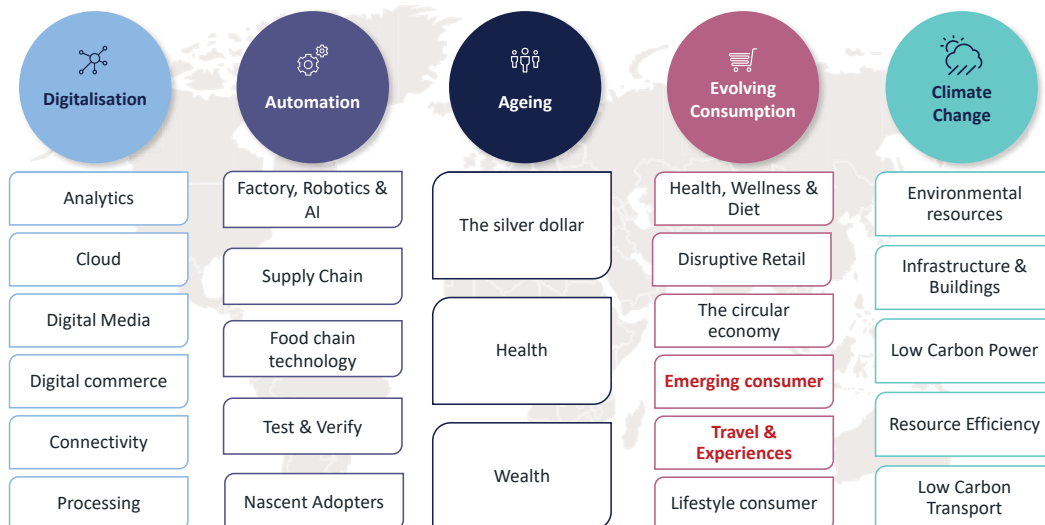 Digitalisation
Automation
Ageing
Evolving
Consumption
Climate
Change
Analytics
Cloud
Digital Media
Digital commerce
Connectivity
Processing
Factory, Robotics &
AI
Supply Chain
Food chain
technology
Test & Verify
Nascent Adopters
The silver dollar
Health
Wealth
Health, Wellness &
Diet
Disruptive Retail
The circular
economy
Emerging consumer
Travel &
Experiences
Lifestyle consumer
Environmental
resources
Infrastructure &
Buildings
Low Carbon Power
Resource Efficiency
Low Carbon
Transport